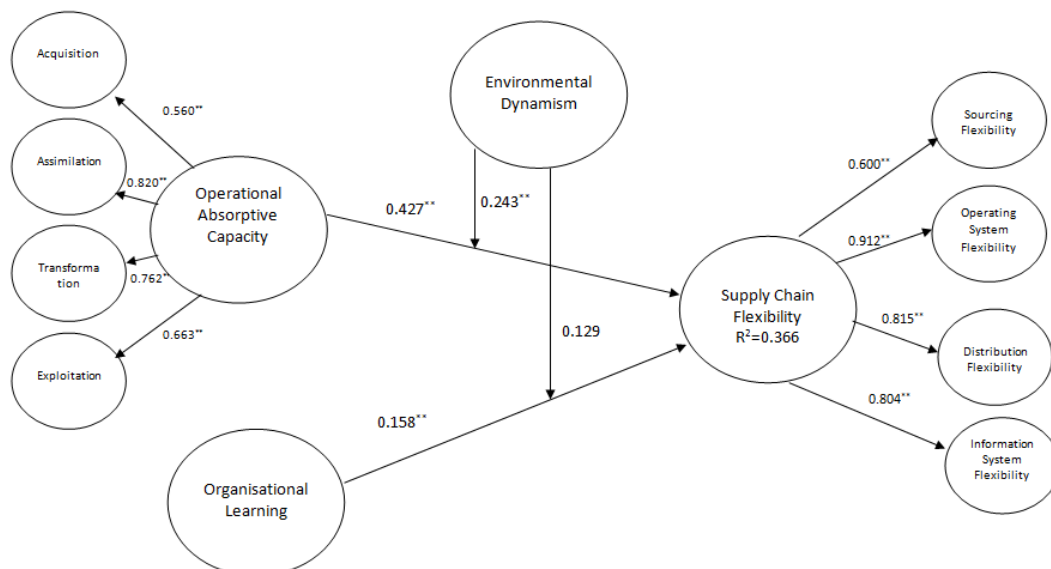 Acquisition
0.560**
Assimilation
0.820**
Transforma
tion
0.762**
Exploitation
0.663**
Operational
Absorptive
Capacity
Environmental
Dynamism
0.427**
0.243**
0.129
0.158**
Organisational
Learning
Supply Chain
Flexibility
R²=0.366
0.600**
Sourcing
Flexibility
0.912**
Operating
System
Flexibility
0.815**
Distribution
Flexibility
0.804**
Information
System
Flexibility